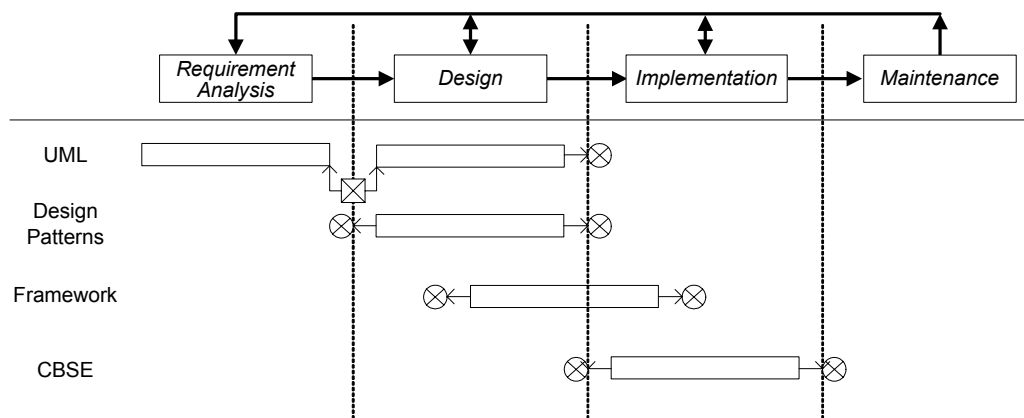 Requirement
Analysis
Design
Implementation
Maintenance
UML
Design
Patterns
Framework
CBSE